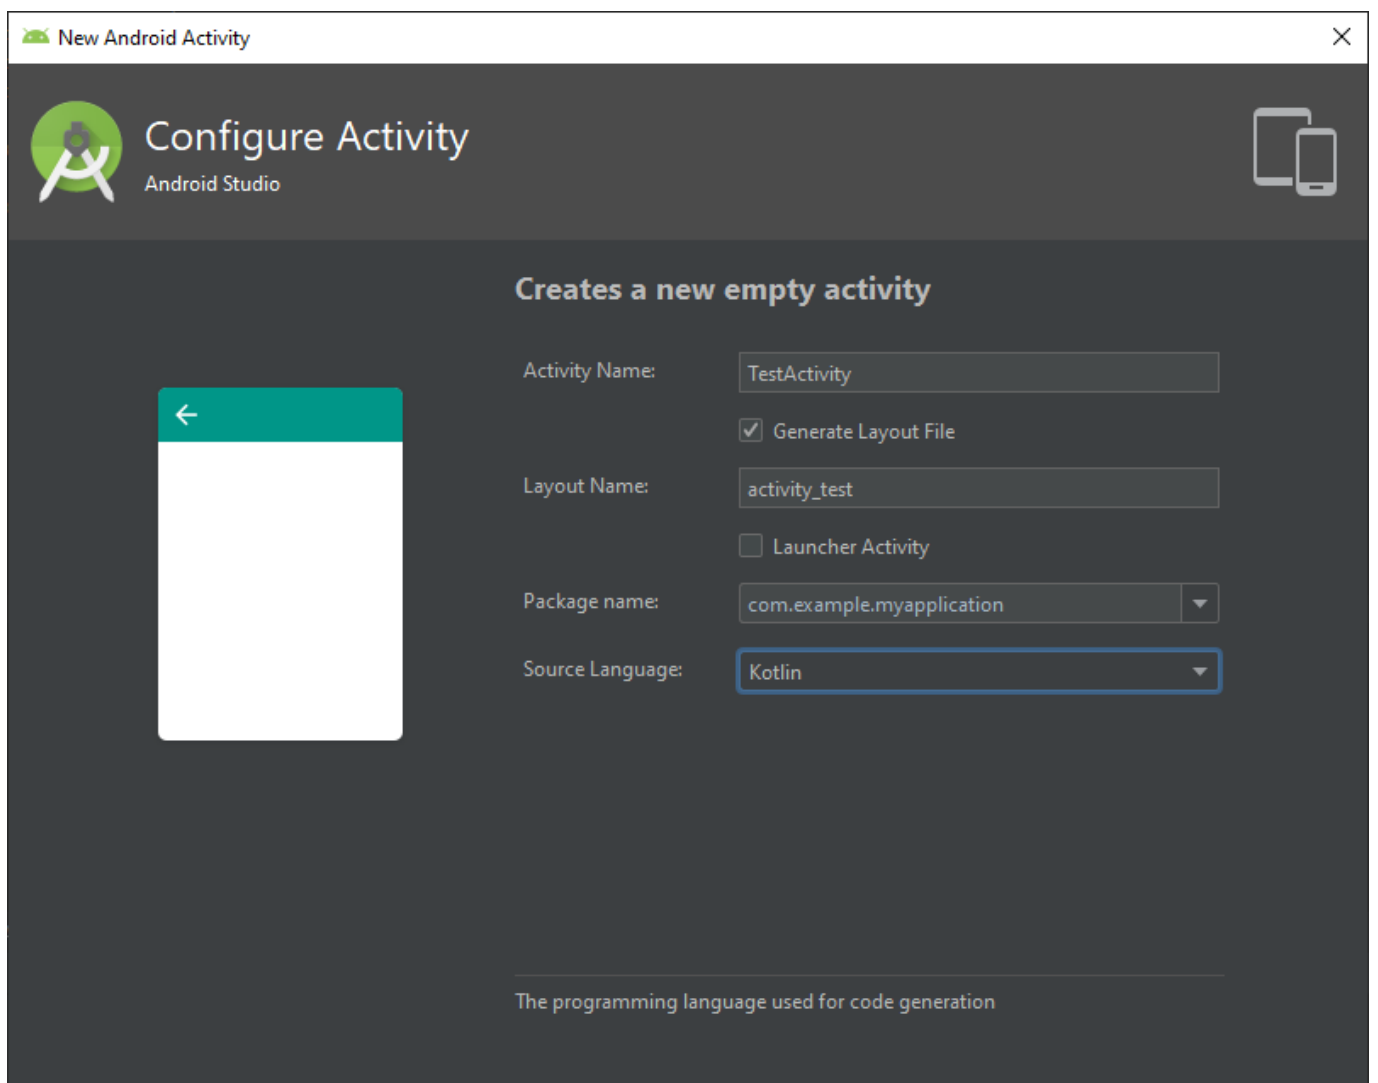 New Android Activity
Configure Activity
Android Studio
Creates a new empty activity
Activity Name: TestActivity
Generate Layout File
Layout Name: activity_test
Launcher Activity
Package name: com.example.myapplication
Source Language: Kotlin
The programming language used for code generation